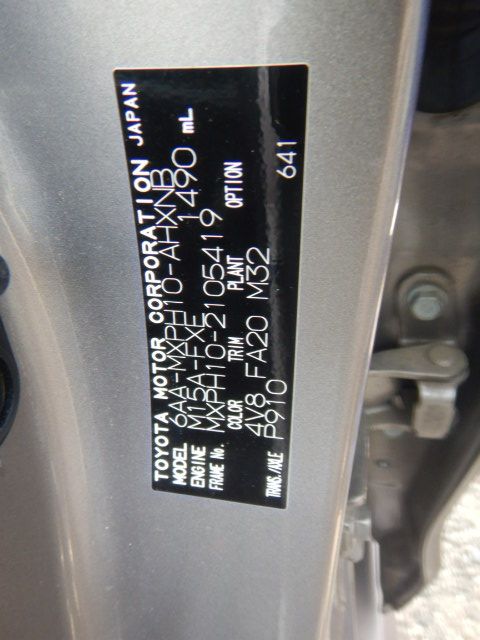 TOYOTA MOTOR CORPORATION JAPAN
MODEL 6AA-MXPH10-AHXNB
ENGINE M15A-FXE 1490 mL
FRAME No. MXPH10-2105419
COLOR TRIM PLANT OPTION
4V8 FA20 M32
TRANS./AXLE P910 641